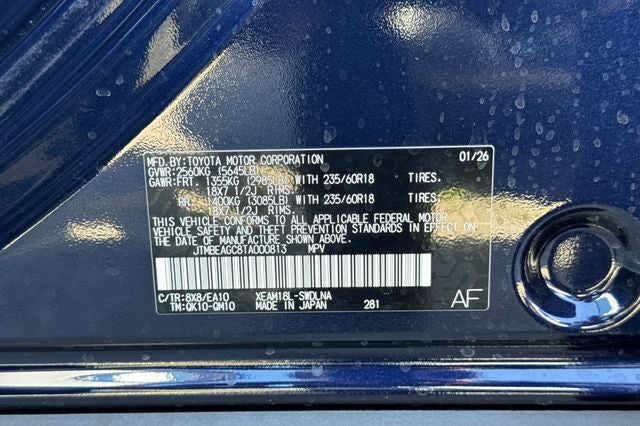 MFD.BY:TOYOTA MOTOR CORPORATION 01/26
GVWR:2560KG (5645LB)
GAWR:FRT. 1355KG (2985LB) WITH 235/60R18 TIRES.
18X7 1/2J RIMS.
RR. 1400KG (3085LB) WITH 235/60R18 TIRES.
18X7 1/2J RIMS.
THIS VEHICLE CONFORMS TO ALL APPLICABLE FEDERAL MOTOR
VEHICLE SAFETY AND THEFT PREVENTION STANDARDS IN EFFECT ON
THE DATE OF MANUFACTURE SHOWN ABOVE.
JTMBEAGC8TA000813 MPV
C/TR:8X8/EA10 XEAM18L-SWDLNA
TM:QK10-QM10 MADE IN JAPAN 281 AF